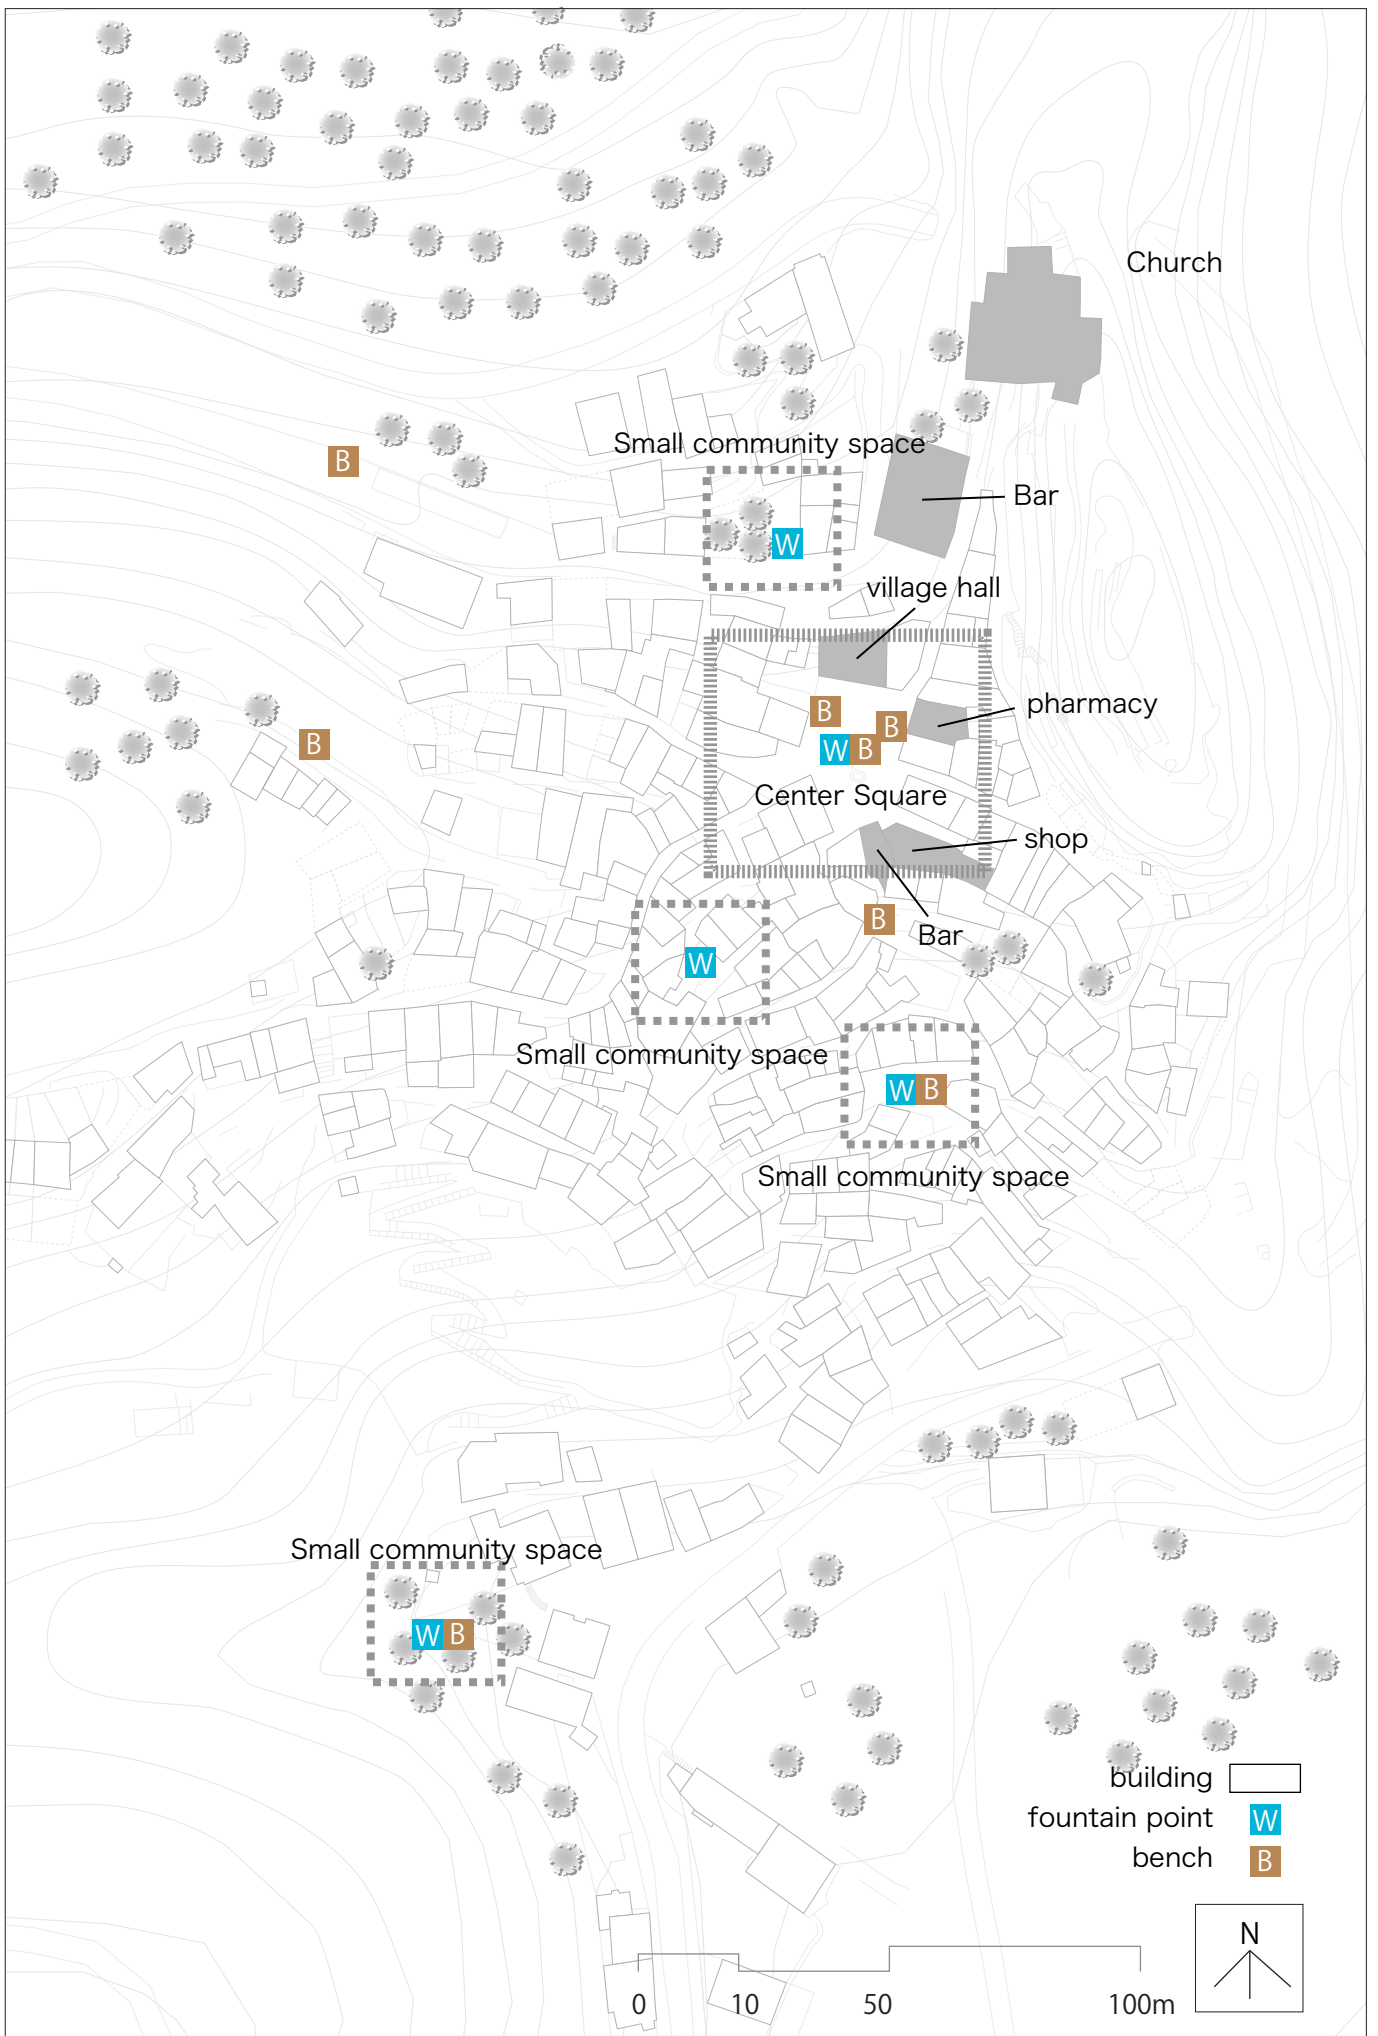 Church
Small community space
B
Bar
W
village hall
pharmacy
B
B
B
W B
Center Square
shop
B
Bar
W
Small community space
W B
Small community space
Small community space
W B
building
fountain point W
bench B
N
0 10 50 100m